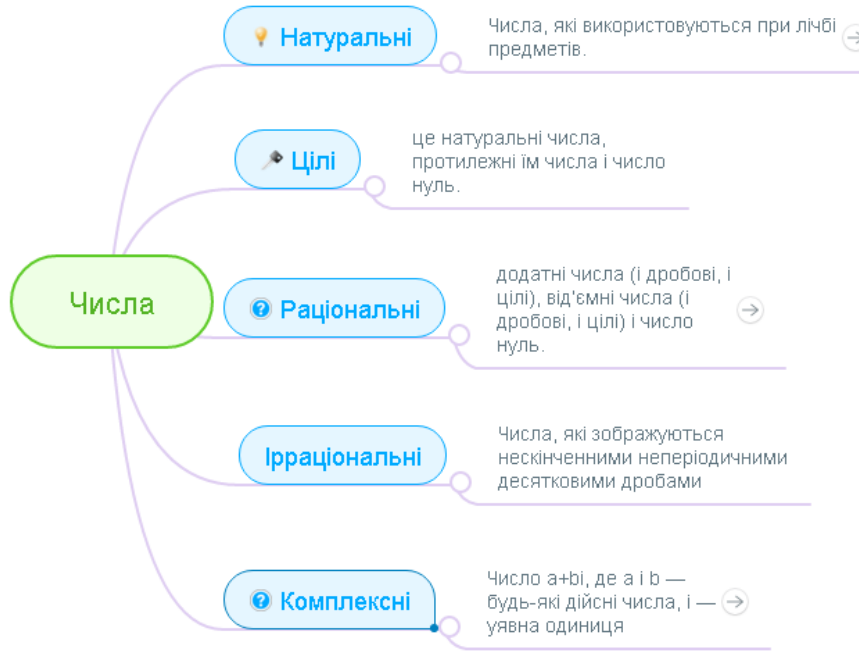 Числа
Натуральні
Числа, які використовуються при лічбі
предметів.
Цілі
це натуральні числа,
протилежні їм числа і число
нуль.
Раціональні
додатні числа (і дробові, і
цілі), від'ємні числа (і
дробові, і цілі) і число
нуль.
Ірраціональні
Числа, які зображуються
нескінченними неперіодичними
десятковими дробами
Комплексні
Число a+bi, де a і b —
будь-які дійсні числа, і —
уявна одиниця